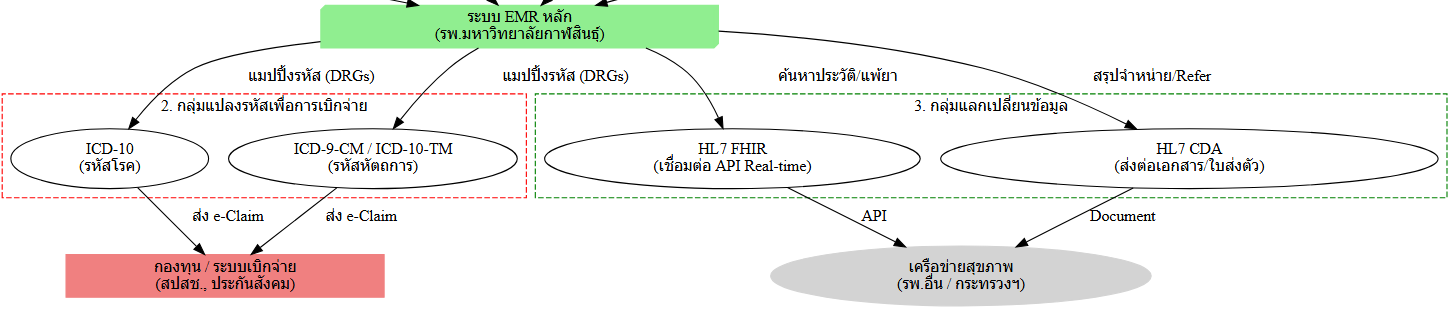 ระบบ EMR หลัก
(รพ.มหาวิทยาลัยกาฬสินธุ์)
แมปปิ้งรหัส (DRGs)
แมปปิ้งรหัส (DRGs)
ค้นหาประวัติ/แพ้ยา
สรุปจำหน่าย/Refer
2. กลุ่มแปลงรหัสเพื่อการเบิกจ่าย
3. กลุ่มแลกเปลี่ยนข้อมูล
ICD-10
(รหัสโรค)
ICD-9-CM / ICD-10-TM
(รหัสหัตถการ)
HL7 FHIR
(เชื่อมต่อ API Real-time)
HL7 CDA
(ส่งต่อเอกสาร/ใบส่งตัว)
ส่ง e-Claim
ส่ง e-Claim
API
Document
กองทุน / ระบบเบิกจ่าย
(สปสช., ประกันสังคม)
เครือข่ายสุขภาพ
(รพ.อื่น / กระทรวงฯ)